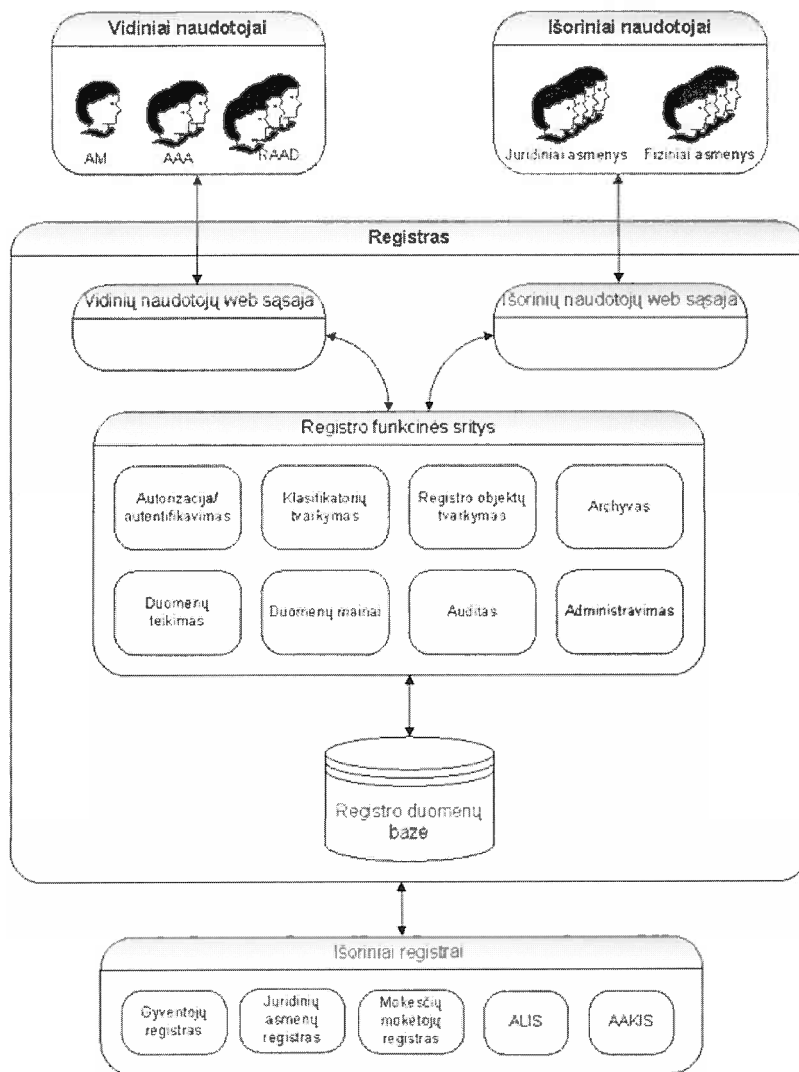 Vidiniai naudotojai
Išoriniai naudotojai
AM
AAA
RAAD
Juridiniai asmenys
Fiziniai asmenys
Registras
Vidinių naudotojų web sąsaja
Išorinių naudotojų web sąsaja
Registro funkcinės sritys
Autorizacija/
autentifikavimas
Klasifikatorių
tvarkymas
Registro objektų
tvarkymas
Archyvas
Duomenų
teikimas
Duomenų mainai
Auditas
Administravimas
Registro duomenų
bazė
Išoriniai registrai
Gyventojų
registras
Juridinių
asmenų
registras
Mokesčių
mokėtojų
registras
ALIS
AAKIS